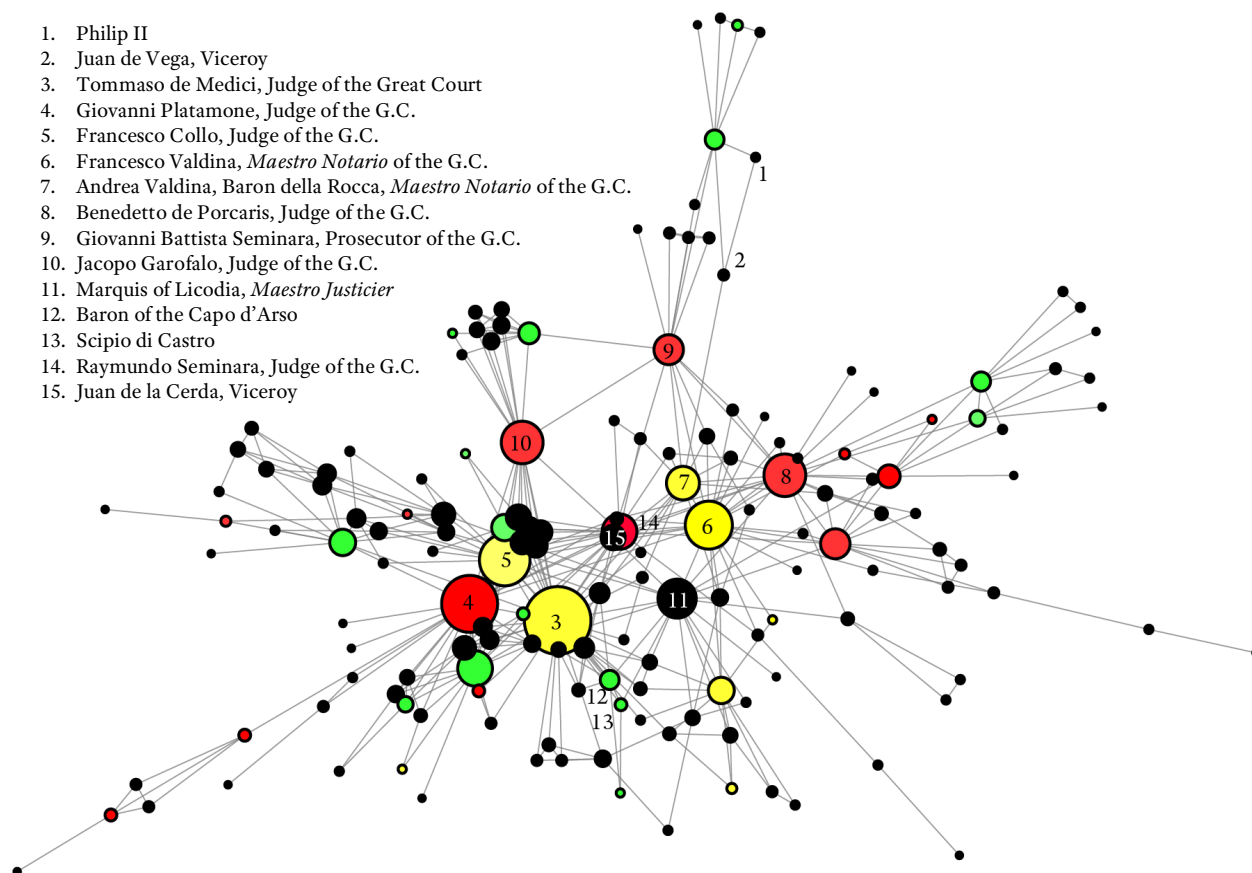 1. Philip II
2. Juan de Vega, Viceroy
3. Tommaso de Medici, Judge of the Great Court
4. Giovanni Platamone, Judge of the G.C.
5. Francesco Collo, Judge of the G.C.
6. Francesco Valdina, Maestro Notario of the G.C.
7. Andrea Valdina, Baron della Rocca, Maestro Notario of the G.C.
8. Benedetto de Porcaris, Judge of the G.C.
9. Giovanni Battista Seminara, Prosecutor of the G.C.
10. Jacopo Garofalo, Judge of the G.C.
11. Marquis of Licodia, Maestro Justicier
12. Baron of the Capo d’Arso
13. Scipio di Castro
14. Raymundo Seminara, Judge of the G.C.
15. Juan de la Cerda, Viceroy
1
2
9
10
7
8
6
14
15
5
4
3
11
12
13